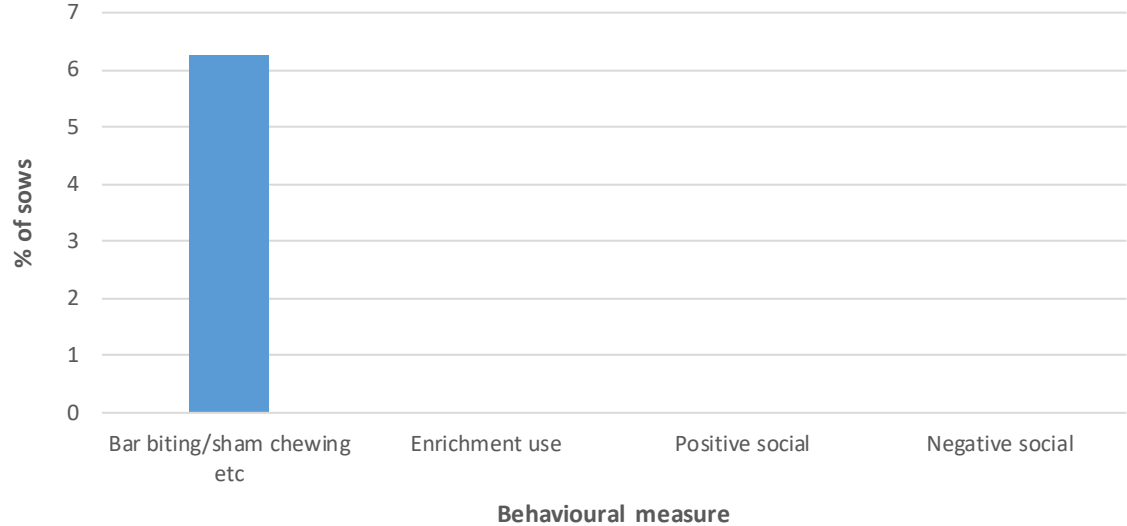 7
6
5
4
3
2
1
0
% of sows
Bar biting/sham chewing
etc
Enrichment use
Positive social
Negative social
Behavioural measure